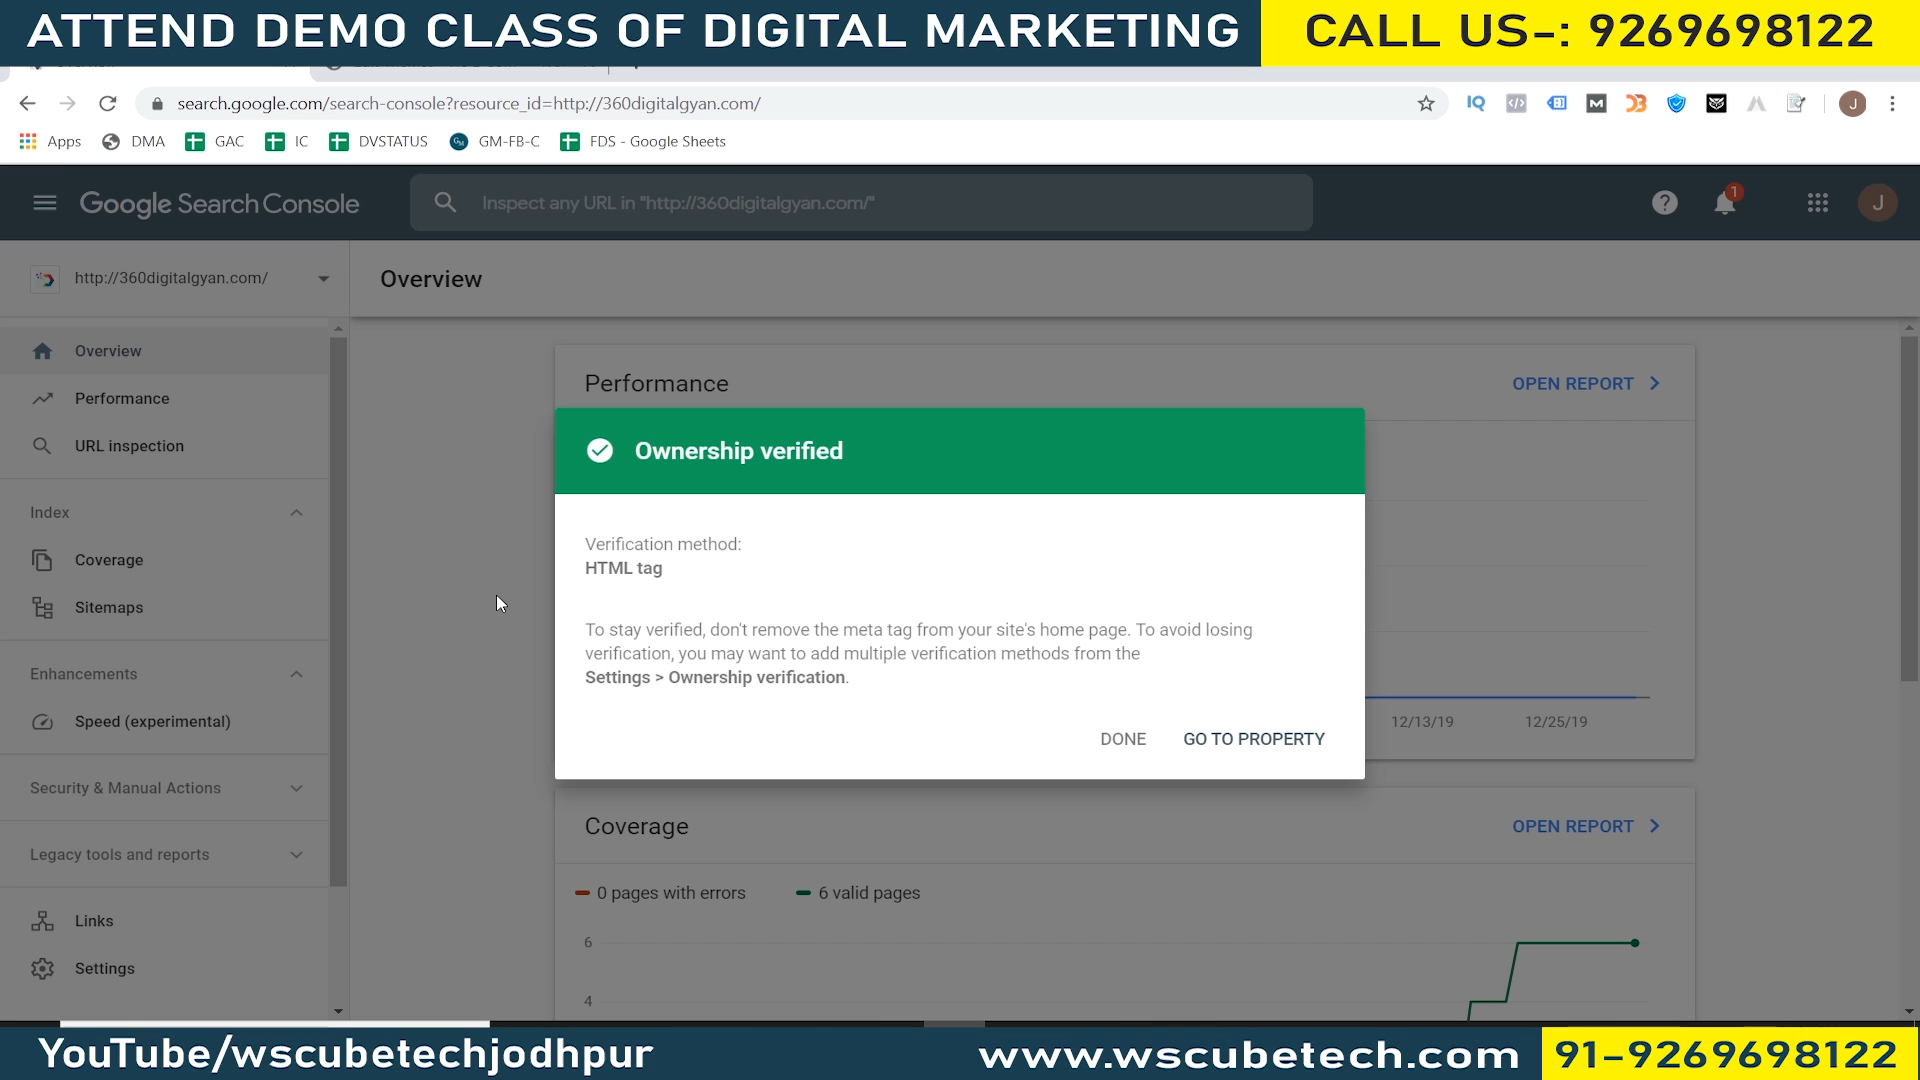 ATTEND DEMO CLASS OF DIGITAL MARKETING
CALL US-: 9269698122
search.google.com/search-console?resource_id=http://360digitalgyan.com/
IQ
M
J
Apps
DMA
GAC
IC
DVSTATUS
GM-FB-C
FDS - Google Sheets
Google Search Console
Inspect any URL in "http://360digitalgyan.com/"
1
J
http://360digitalgyan.com/
Overview
Overview
Performance
URL inspection
Index
Coverage
Sitemaps
Enhancements
Speed (experimental)
Security & Manual Actions
Legacy tools and reports
Links
Settings
Performance
OPEN REPORT
Ownership verified
Verification method:
HTML tag
To stay verified, don't remove the meta tag from your site's home page. To avoid losing
verification, you may want to add multiple verification methods from the
Settings > Ownership verification.
DONE
GO TO PROPERTY
12/13/19
12/25/19
Coverage
OPEN REPORT
0 pages with errors
6 valid pages
6
4
YouTube/wscubetechjodhpur
www.wscubetech.com
91-9269698122